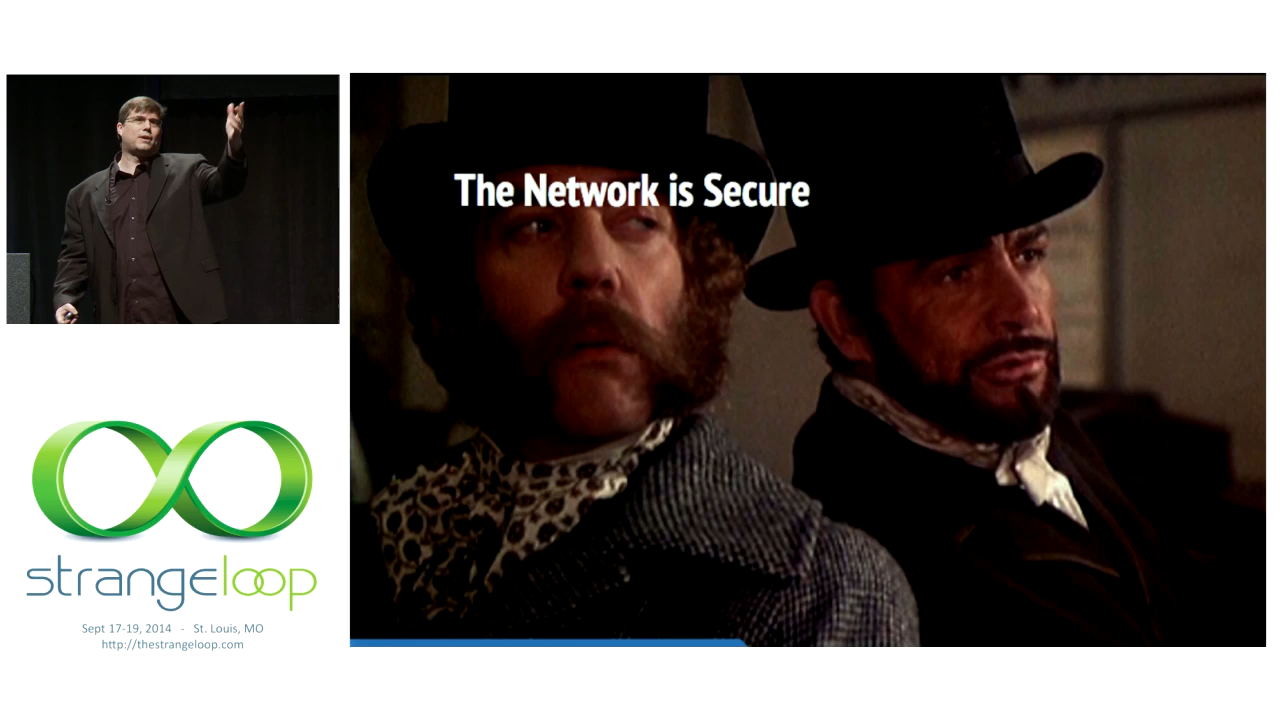 The Network is Secure
strangeloop
Sept 17-19, 2014 - St. Louis, MO
http://thestrangeloop.com